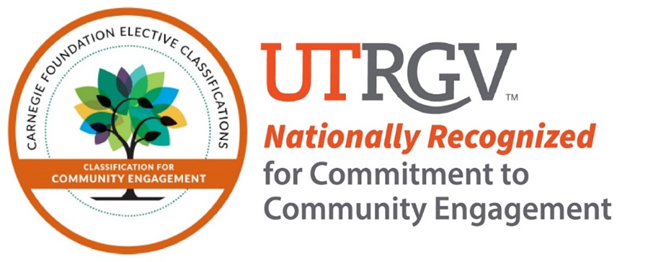 CARNEGIE FOUNDATION ELECTIVE CLASSIFICATIONS
CLASSIFICATION FOR
COMMUNITY ENGAGEMENT
UTRGV™
Nationally Recognized
for Commitment to
Community Engagement